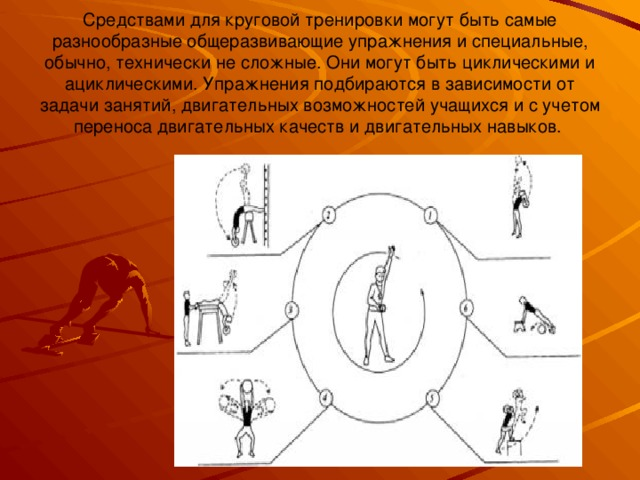 Средствами для круговой тренировки могут быть самые
разнообразные общеразвивающие упражнения и специальные,
обычно, технически не сложные. Они могут быть циклическими и
ациклическими. Упражнения подбираются в зависимости от
задачи занятий, двигательных возможностей учащихся и с учетом
переноса двигательных качеств и двигательных навыков.
2 1
3 6
4 5